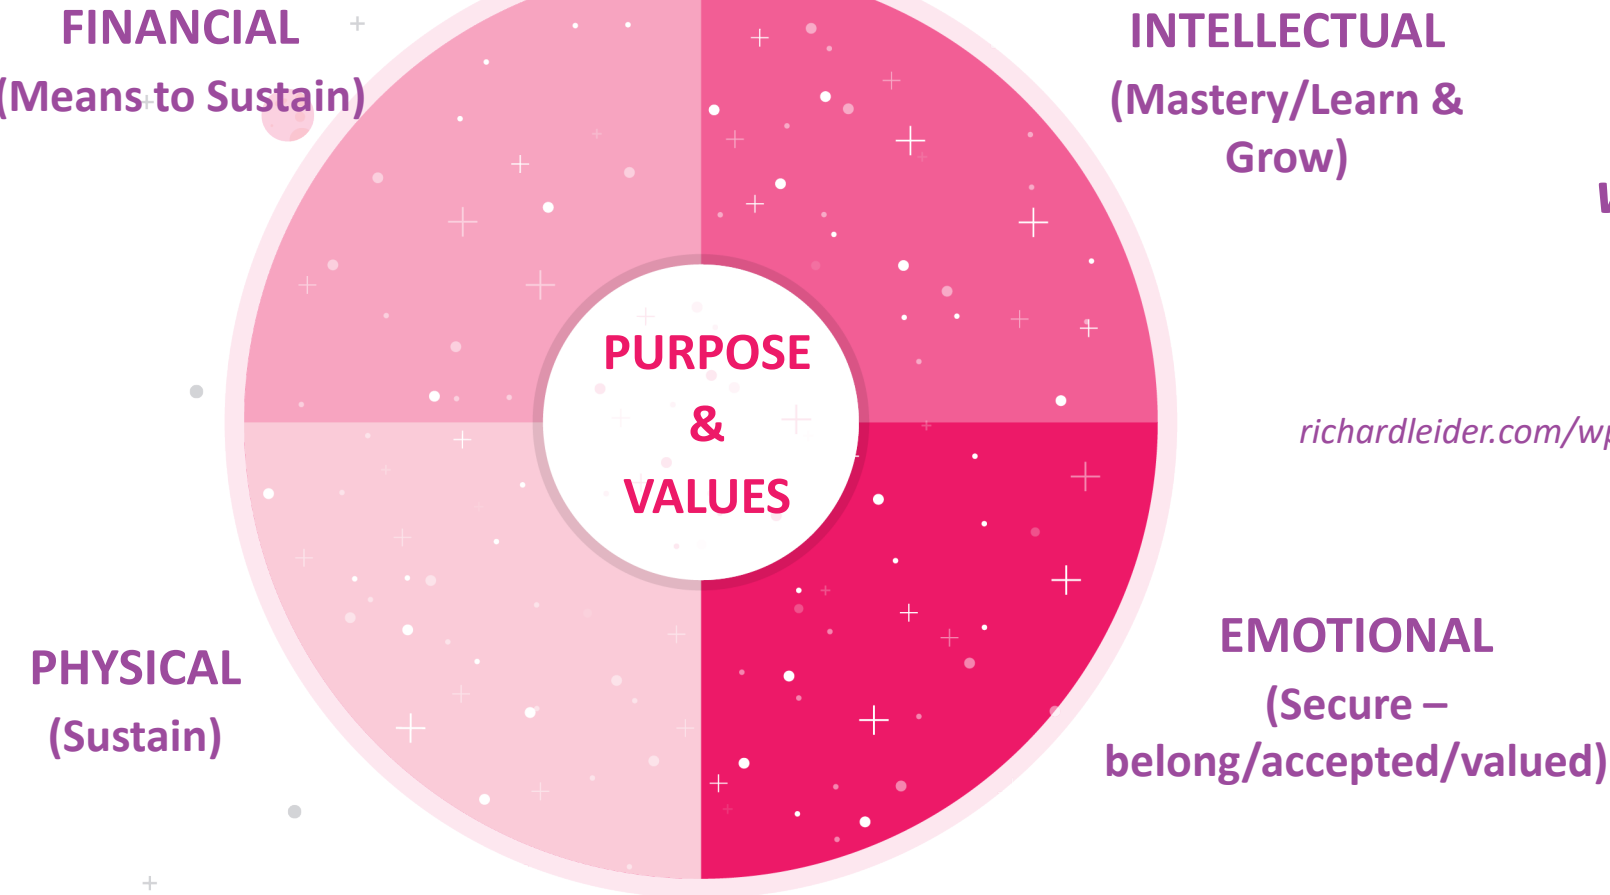 FINANCIAL
(Means to Sustain)
INTELLECTUAL
(Mastery/Learn &
Grow)
PURPOSE
&
VALUES
richardleider.com/wp
PHYSICAL
(Sustain)
EMOTIONAL
(Secure –
belong/accepted/valued)